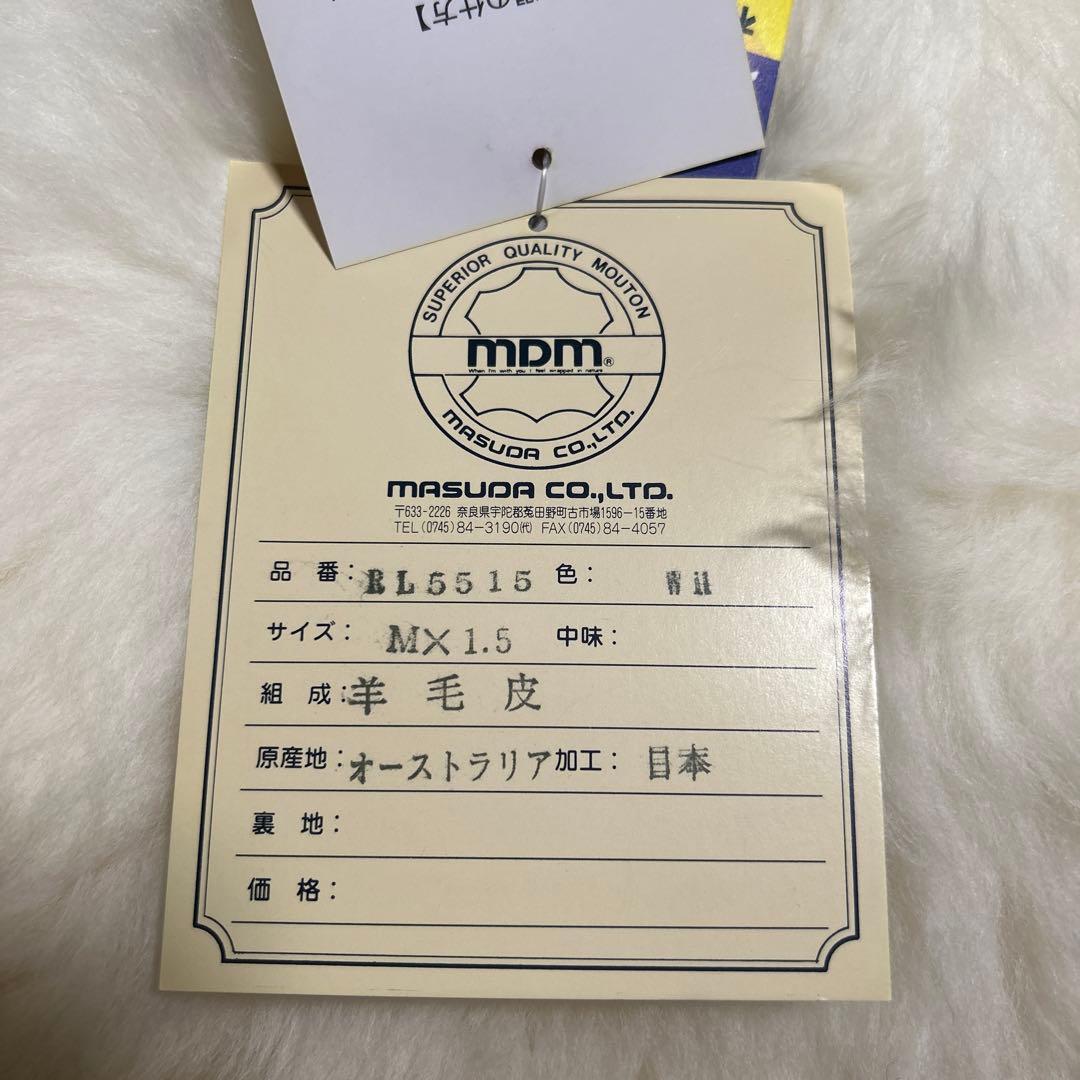 の仕方】
SUPERIOR QUALITY MOUTON
MDM®
When I'm with you I feel wrapped in nature
MASUDA CO.,LTD.
MASUDA CO.,LTD.
〒633-2226 奈良県宇陀郡菟田野町古市場1596-15番地
TEL(0745)84-3190(代) FAX(0745)84-4057
品番: RL5515 色:
サイズ: M×1.5 中味:
組成: 羊毛皮
原産地: オーストラリア 加工: 日本
裏地:
価格: